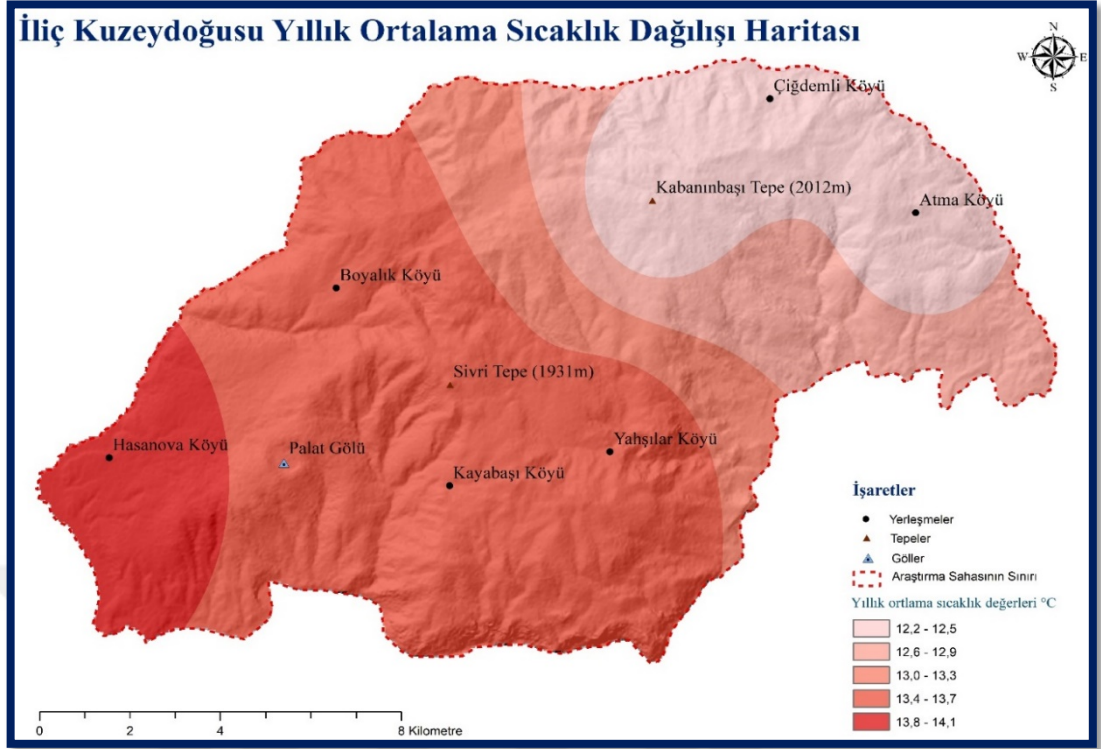 İliç Kuzeydoğusu Yıllık Ortalama Sıcaklık Dağılışı Haritası
N
W E
S
Çiğdemli Köyü
Kabanınbaşı Tepe (2012m)
Atma Köyü
Boyalık Köyü
Sivri Tepe (1931m)
Hasanova Köyü
Palat Gölü
Yahşılar Köyü
Kayabaşı Köyü
İşaretler
Yerleşmeler
Tepeler
Göller
Araştırma Sahasının Sınırı
Yıllık ortlama sıcaklık değerleri °C
12,2 - 12,5
12,6 - 12,9
13,0 - 13,3
13,4 - 13,7
13,8 - 14,1
0 2 4 8 Kilometre